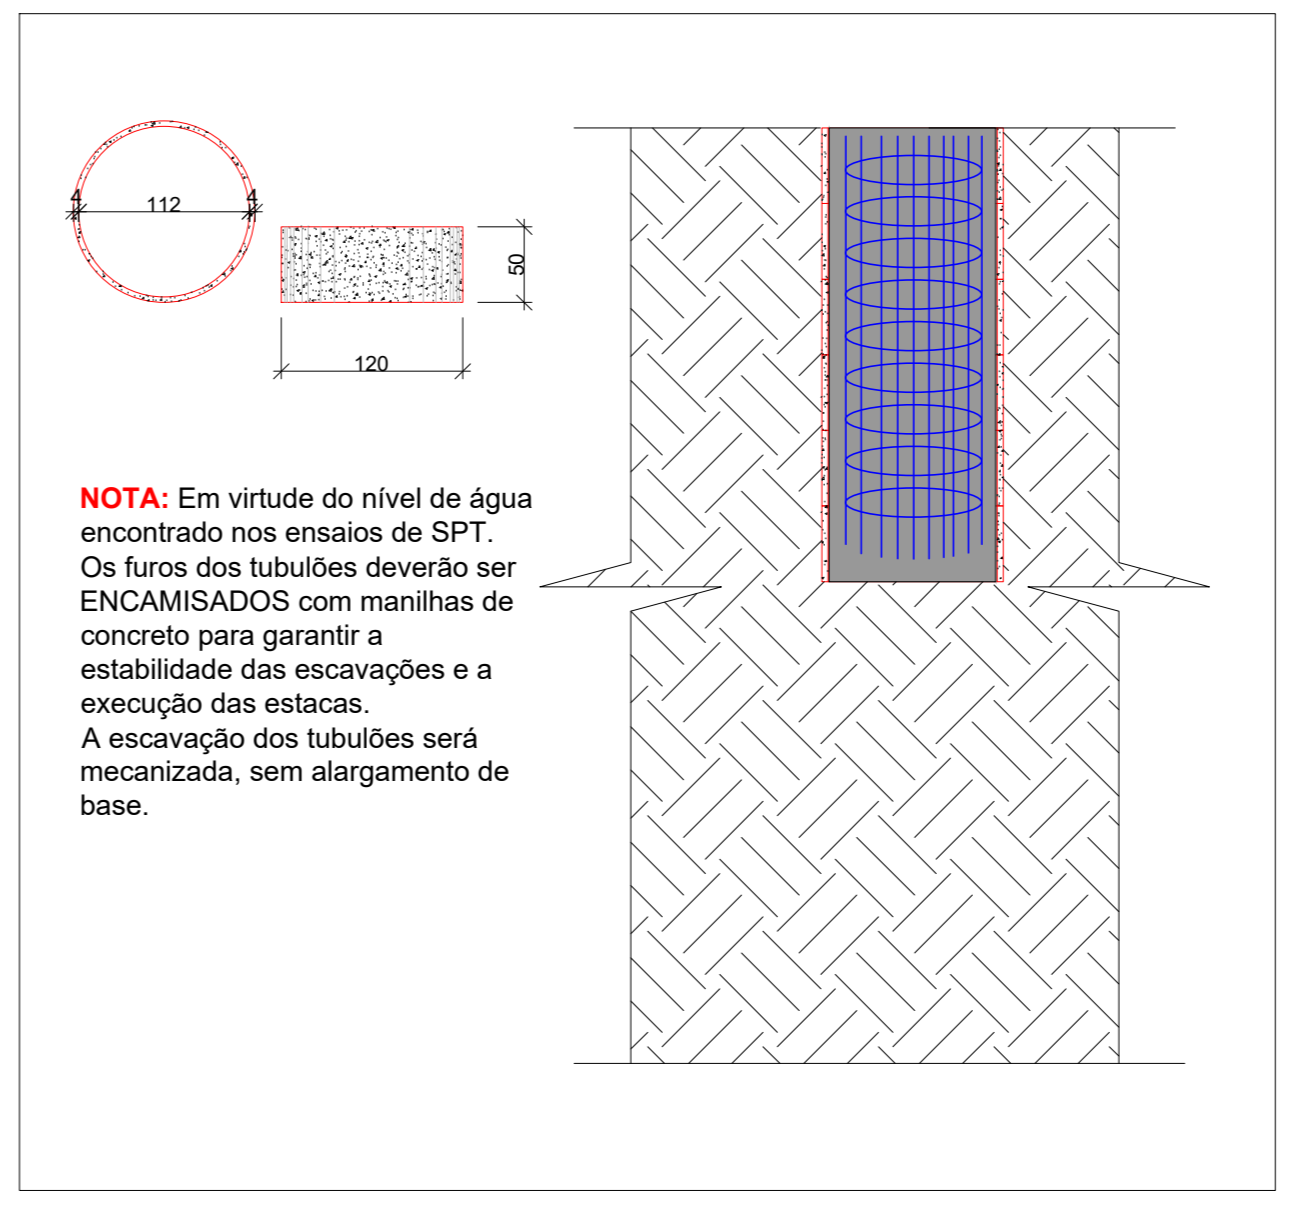 4
112
4
50
120
NOTA: Em virtude do nível de água
encontrado nos ensaios de SPT.
Os furos dos tubulões deverão ser
ENCAMISADOS com manilhas de
concreto para garantir a
estabilidade das escavações e a
execução das estacas.
A escavação dos tubulões será
mecanizada, sem alargamento de
base.